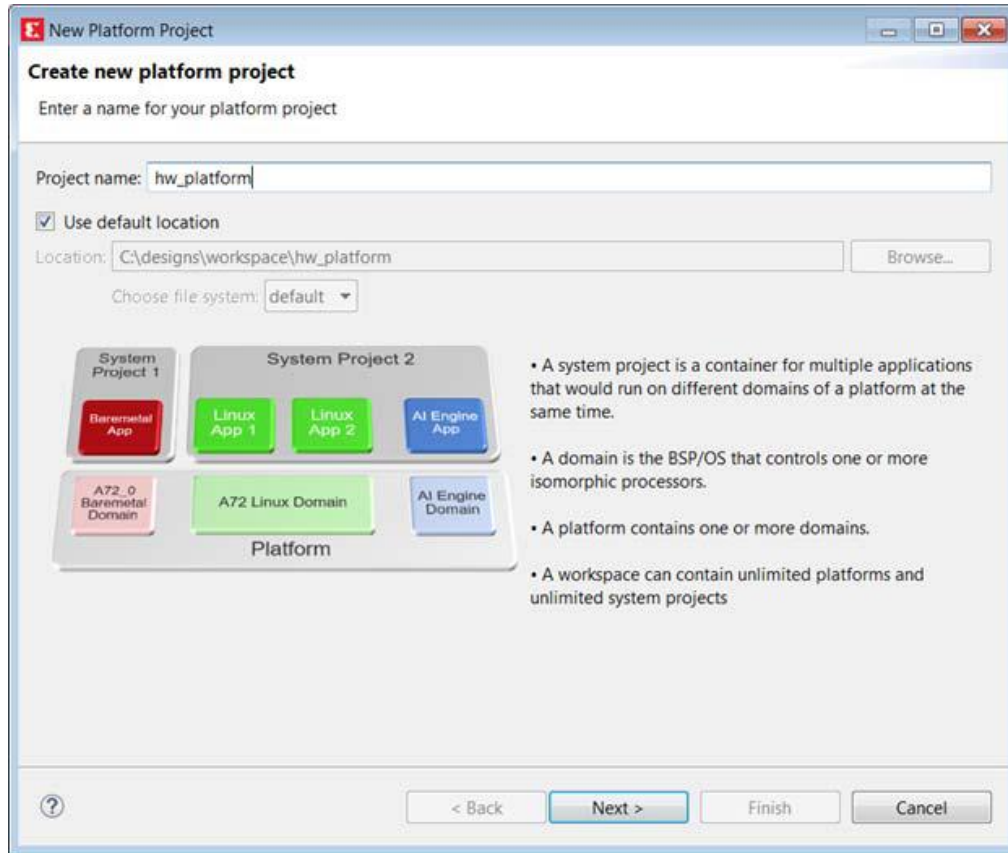 New Platform Project
Create new platform project
Enter a name for your platform project
Project name: hw_platform
Use default location
Location: C:\designs\workspace\hw_platform Browse...
Choose file system: default
System
Project 1
System Project 2
Baremetal
App
Linux
App 1
Linux
App 2
AI Engine
App
A72_0
Baremetal
Domain
A72 Linux Domain
AI Engine
Domain
Platform
• A system project is a container for multiple applications
that would run on different domains of a platform at the
same time.
• A domain is the BSP/OS that controls one or more
isomorphic processors.
• A platform contains one or more domains.
• A workspace can contain unlimited platforms and
unlimited system projects
? < Back Next > Finish Cancel